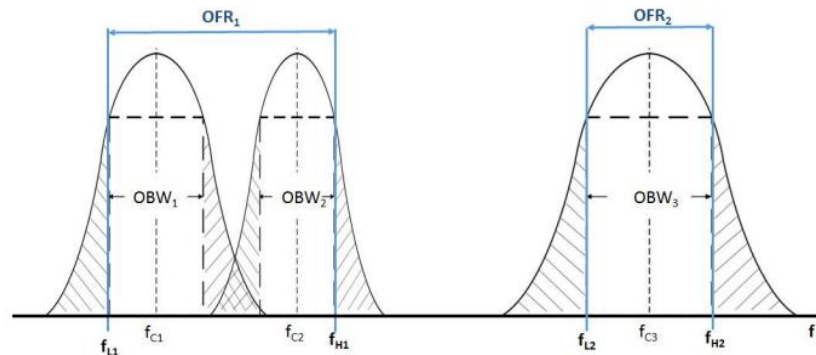 OFR1 OFR2
OBW1 OBW2 OBW3
fC1 fC2 fH1 fL2 fC3 fH2 f
fL1